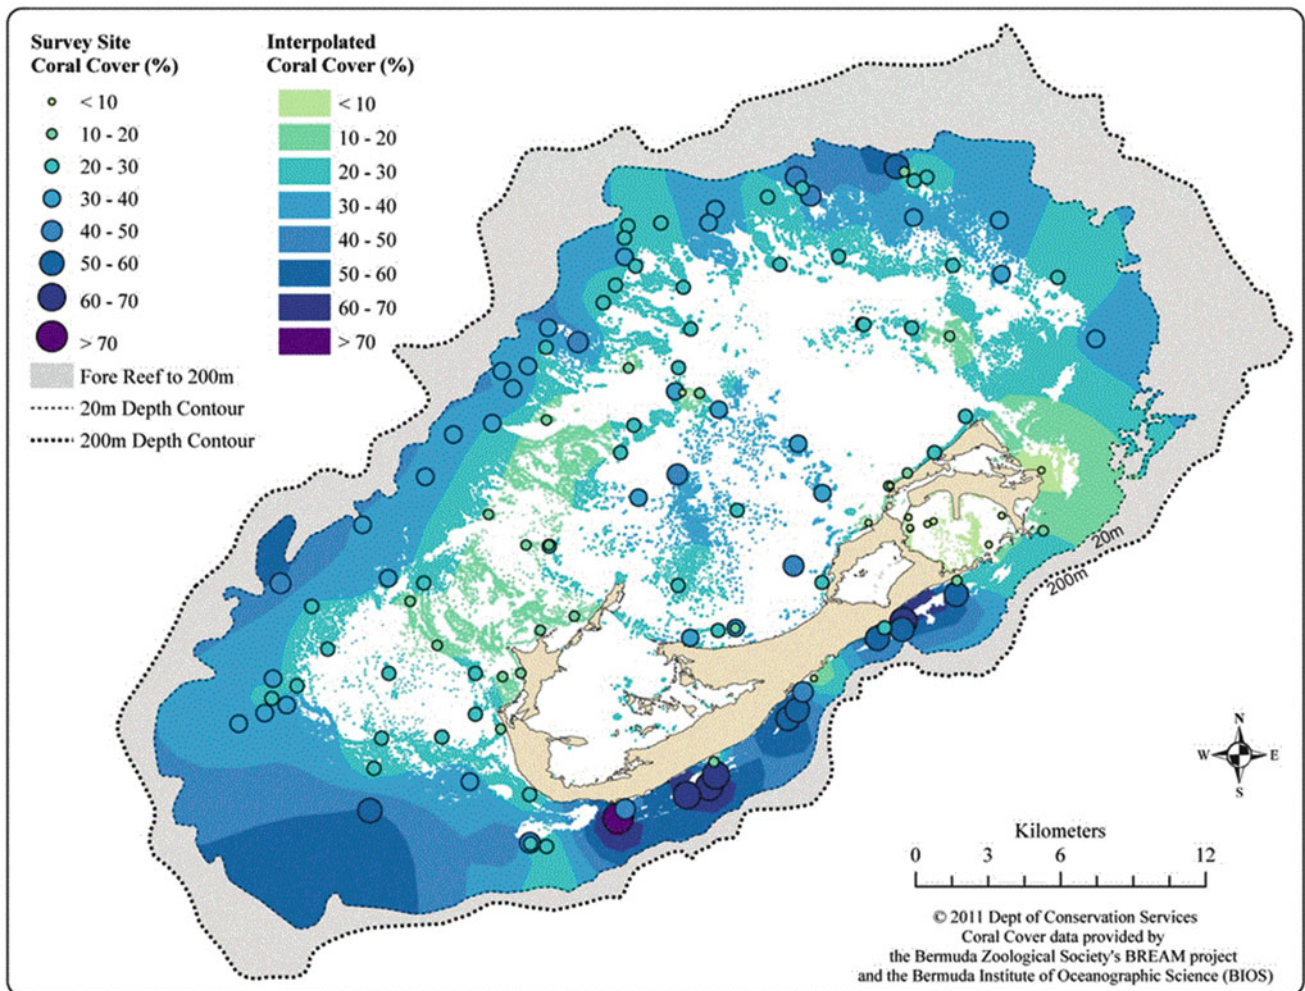 Survey Site
Coral Cover (%)
< 10
10 - 20
20 - 30
30 - 40
40 - 50
50 - 60
60 - 70
> 70
Fore Reef to 200m
20m Depth Contour
200m Depth Contour
Interpolated
Coral Cover (%)
< 10
10 - 20
20 - 30
30 - 40
40 - 50
50 - 60
60 - 70
> 70
20m
200m
N
W E
S
Kilometers
0 3 6 12
© 2011 Dept of Conservation Services
Coral Cover data provided by
the Bermuda Zoological Society's BREAM project
and the Bermuda Institute of Oceanographic Science (BIOS)